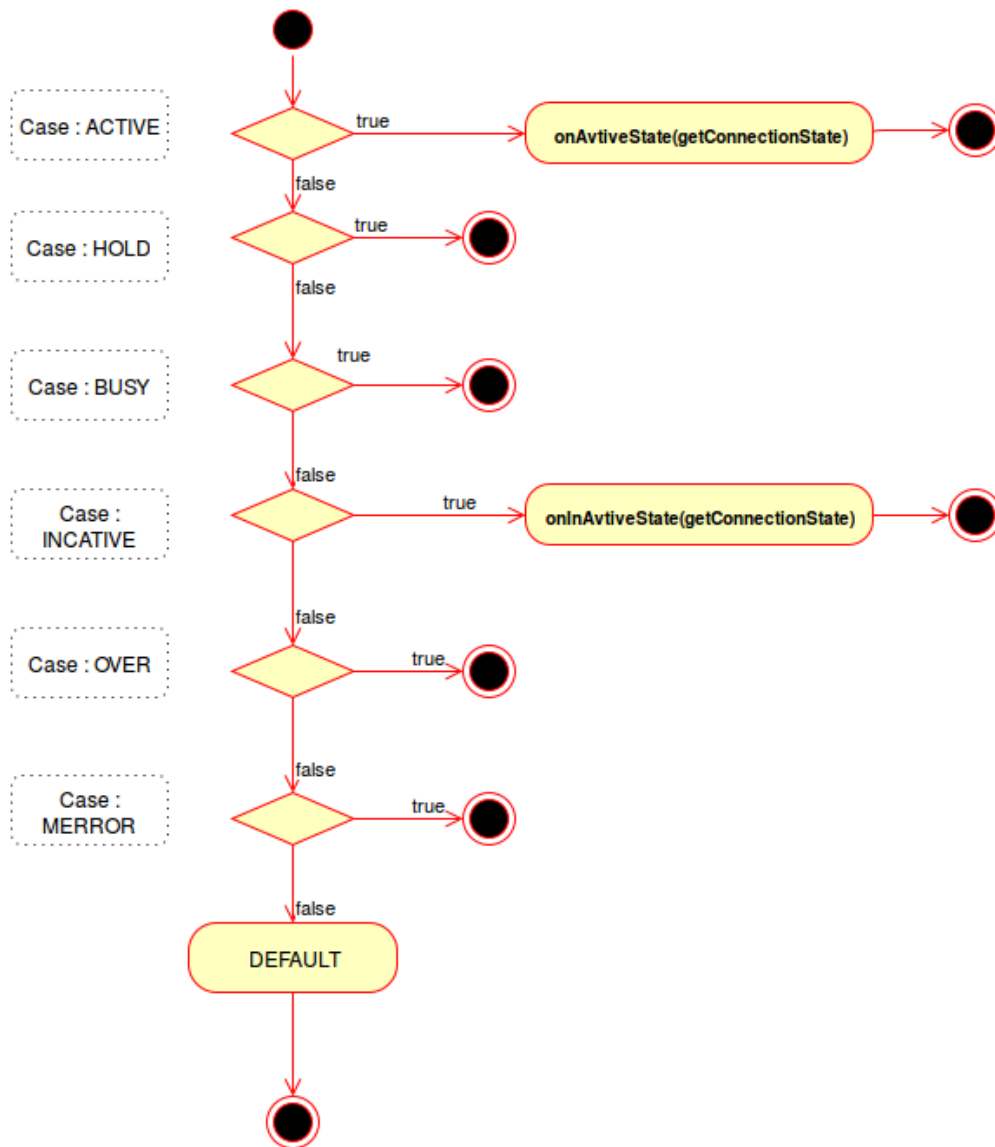 Case : ACTIVE
true
onAvtiveState(getConnectionState)
false
Case : HOLD
true
false
Case : BUSY
true
false
Case :
INCATIVE
true
onInAvtiveState(getConnectionState)
false
Case : OVER
true
false
Case :
MERROR
true
false
DEFAULT